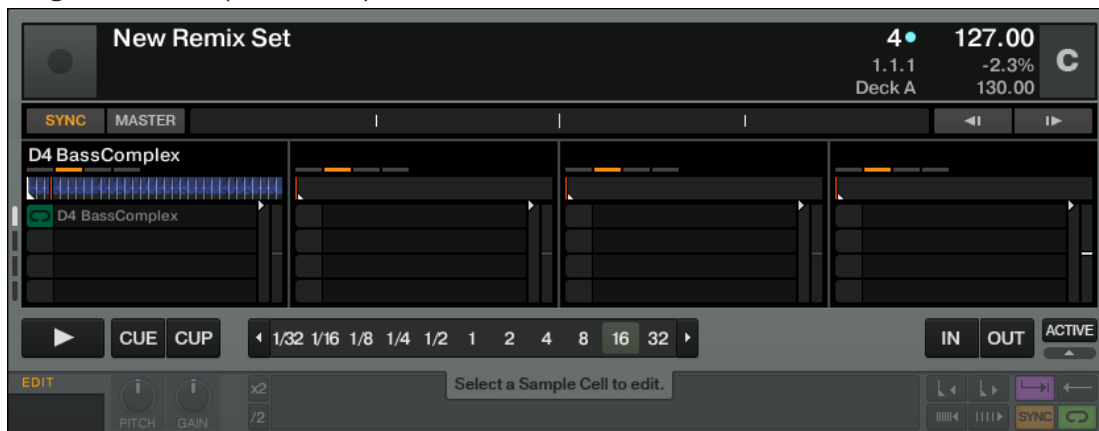 New Remix Set 4 127.00
1.1.1 -2.3% C
Deck A 130.00
SYNC MASTER
D4 BassComplex
D4 BassComplex
CUE CUP 1/32 1/16 1/8 1/4 1/2 1 2 4 8 16 32 IN OUT ACTIVE
EDIT x2 Select a Sample Cell to edit.
PITCH GAIN /2 SYNC